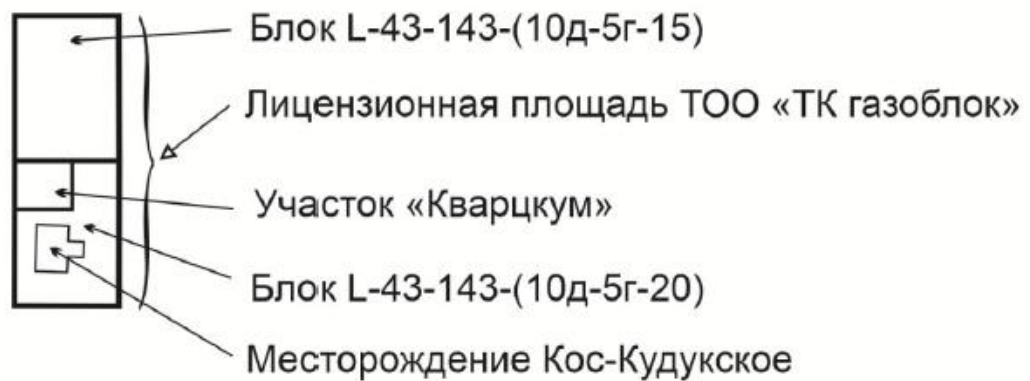 Блок L-43-143-(10д-5г-15)
Лицензионная площадь ТОО «ТК газоблок»
Участок «Кварцкум»
Блок L-43-143-(10д-5г-20)
Месторождение Кос-Кудукское